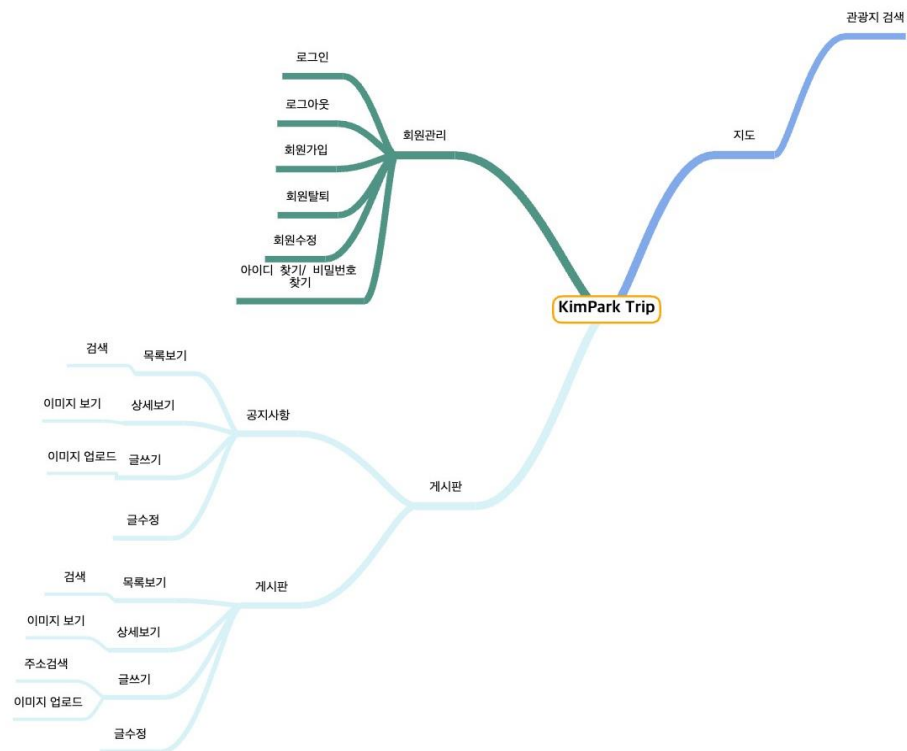 관광지 검색
로그인
로그아웃
회원관리
지도
회원가입
회원탈퇴
회원수정
아이디 찾기/ 비밀번호
찾기
KimPark Trip
검색
목록보기
이미지 보기
상세보기
공지사항
이미지 업로드
글쓰기
게시판
글수정
검색
목록보기
게시판
이미지 보기
상세보기
주소검색
글쓰기
이미지 업로드
글수정